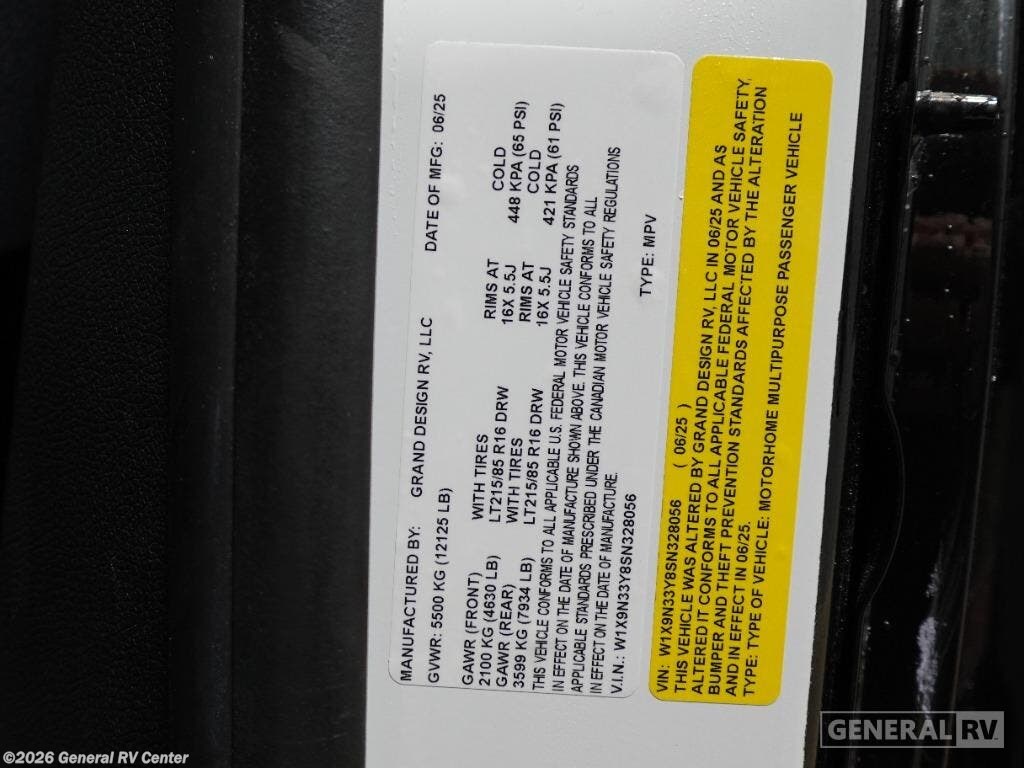 MANUFACTURED BY: GRAND DESIGN RV, LLC DATE OF MFG: 06/25
GVWR: 5500 KG (12125 LB)
GAWR (FRONT) WITH TIRES RIMS AT COLD
2100 KG (4630 LB) LT215/85 R16 DRW 16X 5.5J 448 KPA (65 PSI)
GAWR (REAR) WITH TIRES RIMS AT COLD
3599 KG (7934 LB) LT215/85 R16 DRW 16X 5.5J 421 KPA (61 PSI)
THIS VEHICLE CONFORMS TO ALL APPLICABLE U.S. FEDERAL MOTOR VEHICLE SAFETY STANDARDS
IN EFFECT ON THE DATE OF MANUFACTURE SHOWN ABOVE. THIS VEHICLE CONFORMS TO ALL
APPLICABLE STANDARDS PRESCRIBED UNDER THE CANADIAN MOTOR VEHICLE SAFETY REGULATIONS
IN EFFECT ON THE DATE OF MANUFACTURE.
V.I.N.: W1X9N33Y8SN328056 TYPE: MPV
VIN: W1X9N33Y8SN328056 ( 06/25 )
THIS VEHICLE WAS ALTERED BY GRAND DESIGN RV, LLC IN 06/25 AND AS
ALTERED IT CONFORMS TO ALL APPLICABLE FEDERAL MOTOR VEHICLE SAFETY,
BUMPER AND THEFT PREVENTION STANDARDS AFFECTED BY THE ALTERATION
AND IN EFFECT IN 06/25.
TYPE: TYPE OF VEHICLE: MOTORHOME MULTIPURPOSE PASSENGER VEHICLE
GENERAL RV
©2026 General RV Center